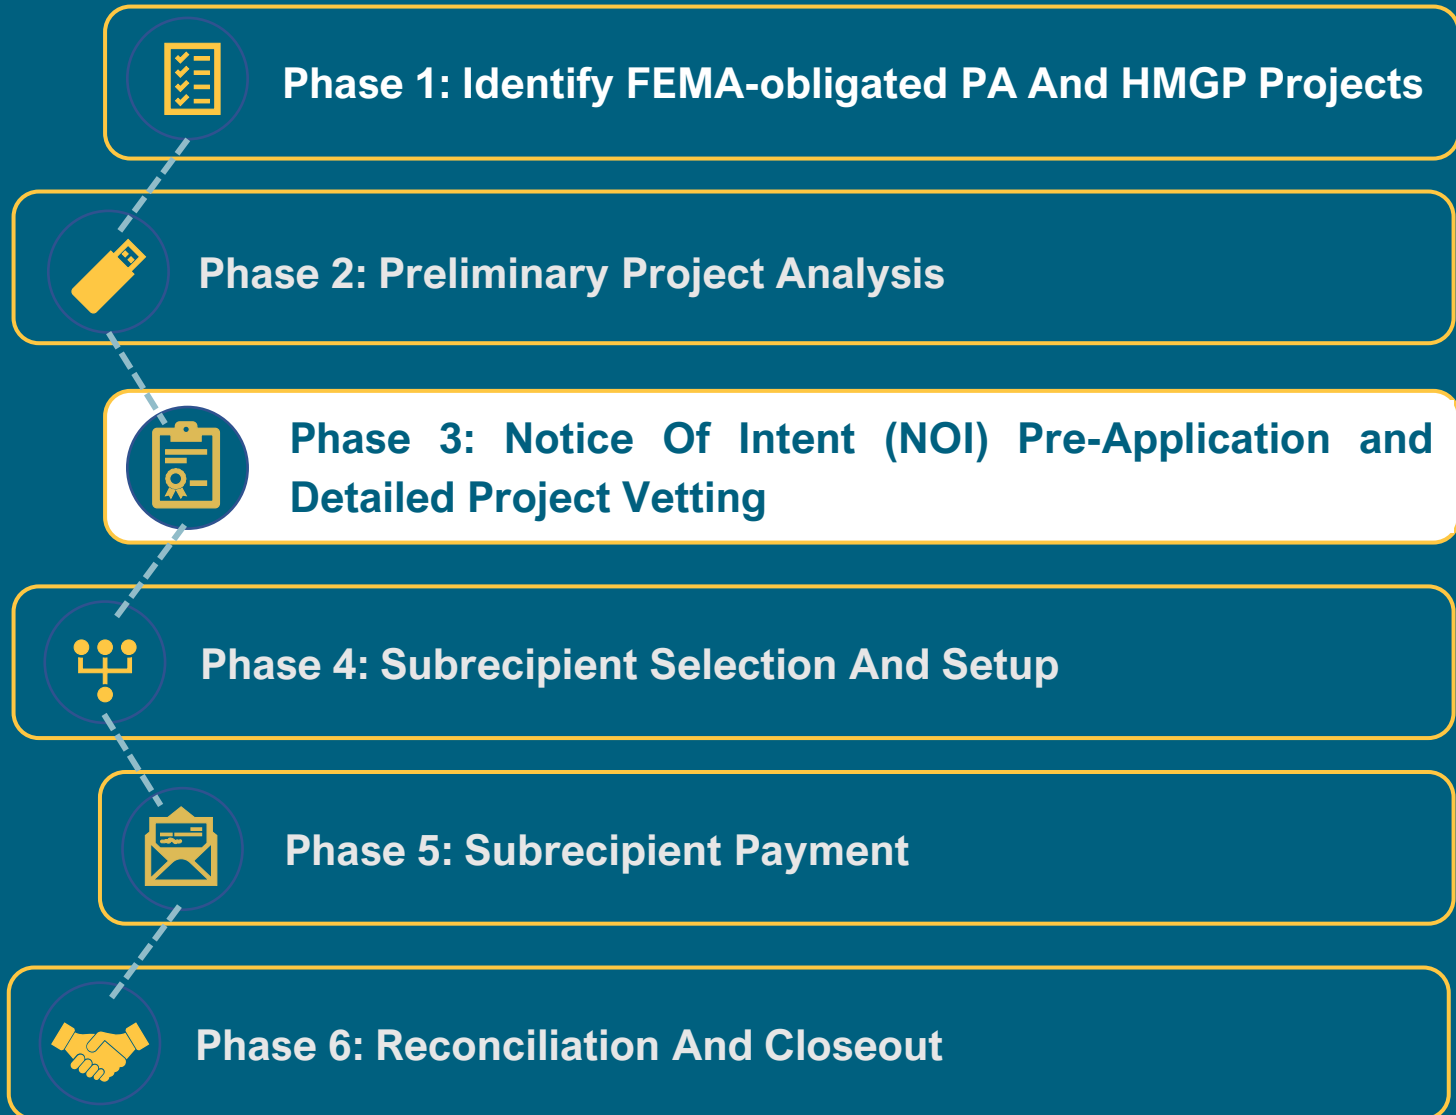 Phase 1: Identify FEMA-obligated PA And HMGP Projects
Phase 2: Preliminary Project Analysis
Phase 3: Notice Of Intent (NOI) Pre-Application and
Detailed Project Vetting
Phase 4: Subrecipient Selection And Setup
Phase 5: Subrecipient Payment
Phase 6: Reconciliation And Closeout